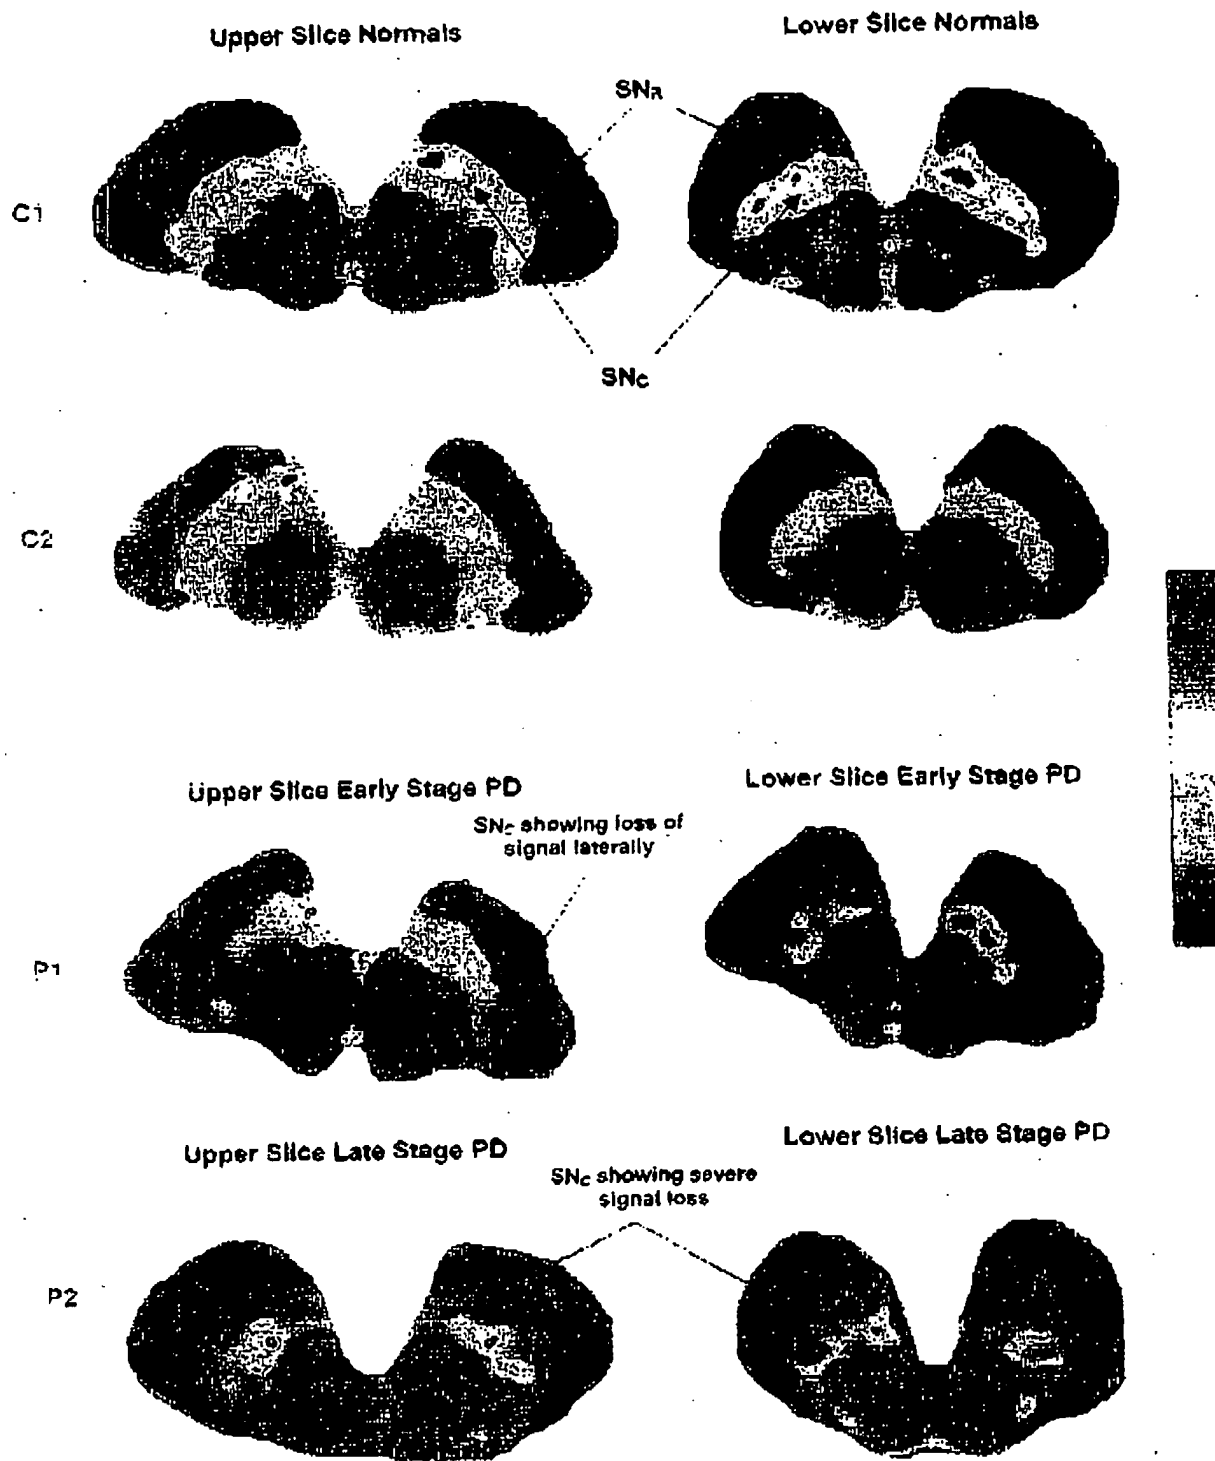 Upper Slice Normals
Lower Slice Normals
SNR
C1
SNC
C2
Upper Slice Early Stage PD
Lower Slice Early Stage PD
SNC showing loss of
signal laterally
P1
Upper Slice Late Stage PD
Lower Slice Late Stage PD
SNC showing severe
signal loss
P2